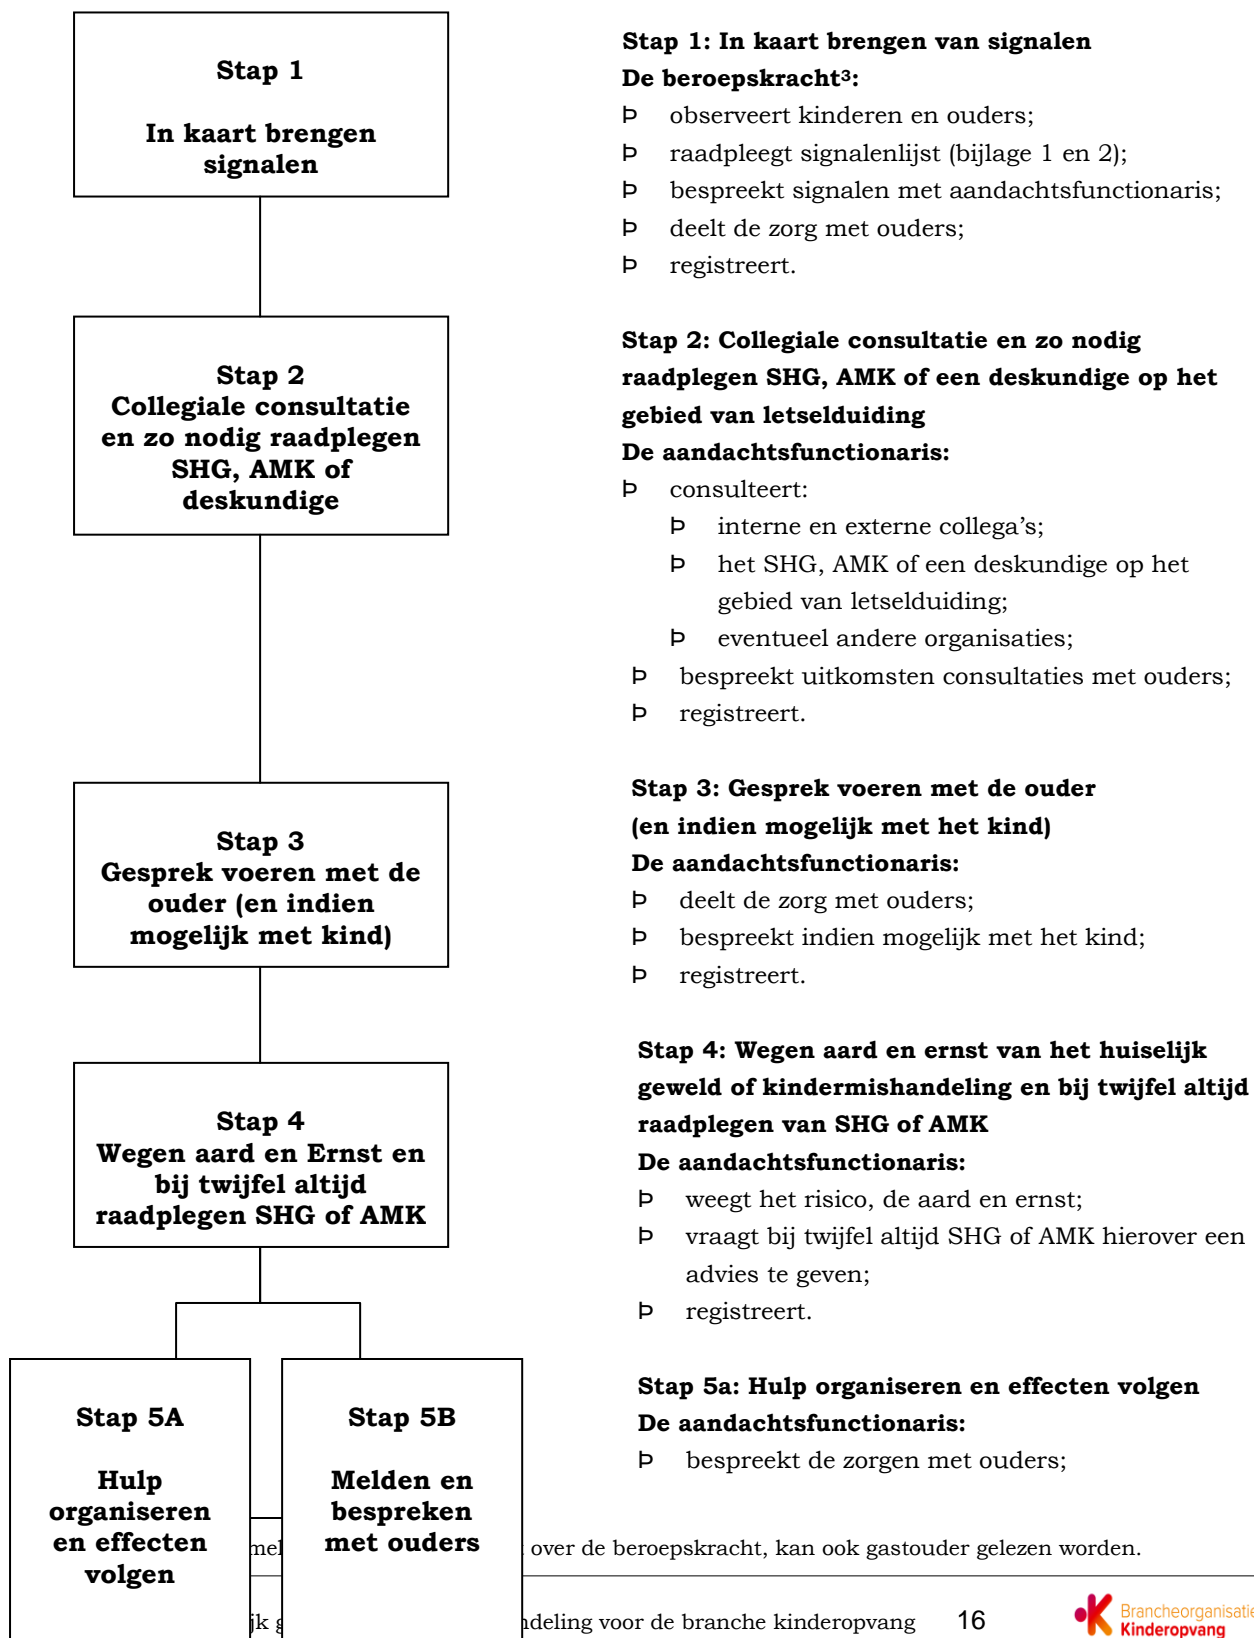 Stap 1
In kaart brengen
signalen
Stap 2
Collegiale consultatie
en zo nodig raadplegen
SHG, AMK of
deskundige
Stap 3
Gesprek voeren met de
ouder (en indien
mogelijk met kind)
Stap 4
Wegen aard en Ernst en
bij twijfel altijd
raadplegen SHG of AMK
Stap 5A
Hulp
organiseren
en effecten
volgen
Stap 5B
Melden en
bespreken
met ouders
Stap 1: In kaart brengen van signalen
De beroepskracht³:
Þ observeert kinderen en ouders;
Þ raadpleegt signalenlijst (bijlage 1 en 2);
Þ bespreekt signalen met aandachtsfunctionaris;
Þ deelt de zorg met ouders;
Þ registreert.
Stap 2: Collegiale consultatie en zo nodig
raadplegen SHG, AMK of een deskundige op het
gebied van letselduiding
De aandachtsfunctionaris:
Þ consulteert:
Þ interne en externe collega’s;
Þ het SHG, AMK of een deskundige op het
gebied van letselduiding;
Þ eventueel andere organisaties;
Þ bespreekt uitkomsten consultaties met ouders;
Þ registreert.
Stap 3: Gesprek voeren met de ouder
(en indien mogelijk met het kind)
De aandachtsfunctionaris:
Þ deelt de zorg met ouders;
Þ bespreekt indien mogelijk met het kind;
Þ registreert.
Stap 4: Wegen aard en ernst van het huiselijk
geweld of kindermishandeling en bij twijfel altijd
raadplegen van SHG of AMK
De aandachtsfunctionaris:
Þ weegt het risico, de aard en ernst;
Þ vraagt bij twijfel altijd SHG of AMK hierover een
advies te geven;
Þ registreert.
Stap 5a: Hulp organiseren en effecten volgen
De aandachtsfunctionaris:
Þ bespreekt de zorgen met ouders;
over de beroepskracht, kan ook gastouder gelezen worden.
ndeling voor de branche kinderopvang 16
Brancheorganisatie
Kinderopvang